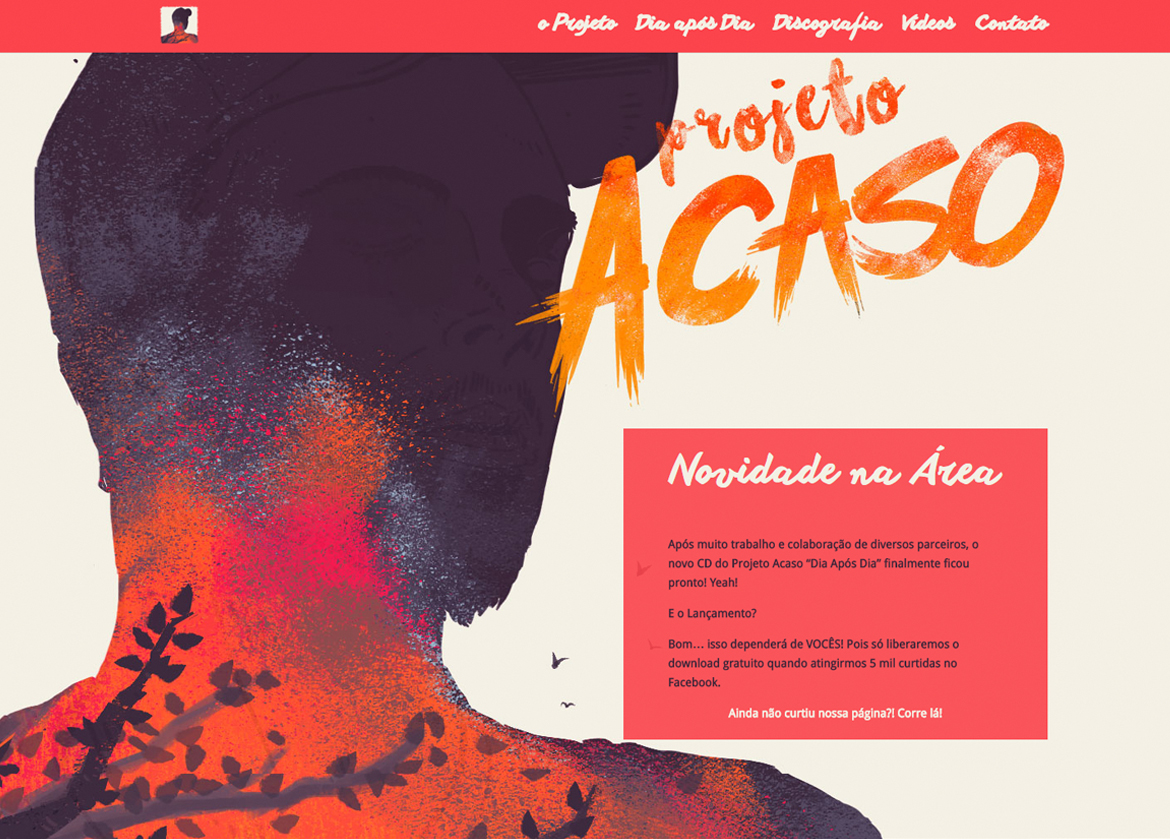 o Projeto Dia após Dia Discografia Vídeos Contato
projeto
ACASO
Novidade na Área
Após muito trabalho e colaboração de diversos parceiros, o
novo CD do Projeto Acaso “Dia Após Dia” finalmente ficou
pronto! Yeah!
E o Lançamento?
Bom… isso dependerá de VOCÊS! Pois só liberaremos o
download gratuito quando atingirmos 5 mil curtidas no
Facebook.
Ainda não curtiu nossa página?! Corre lá!